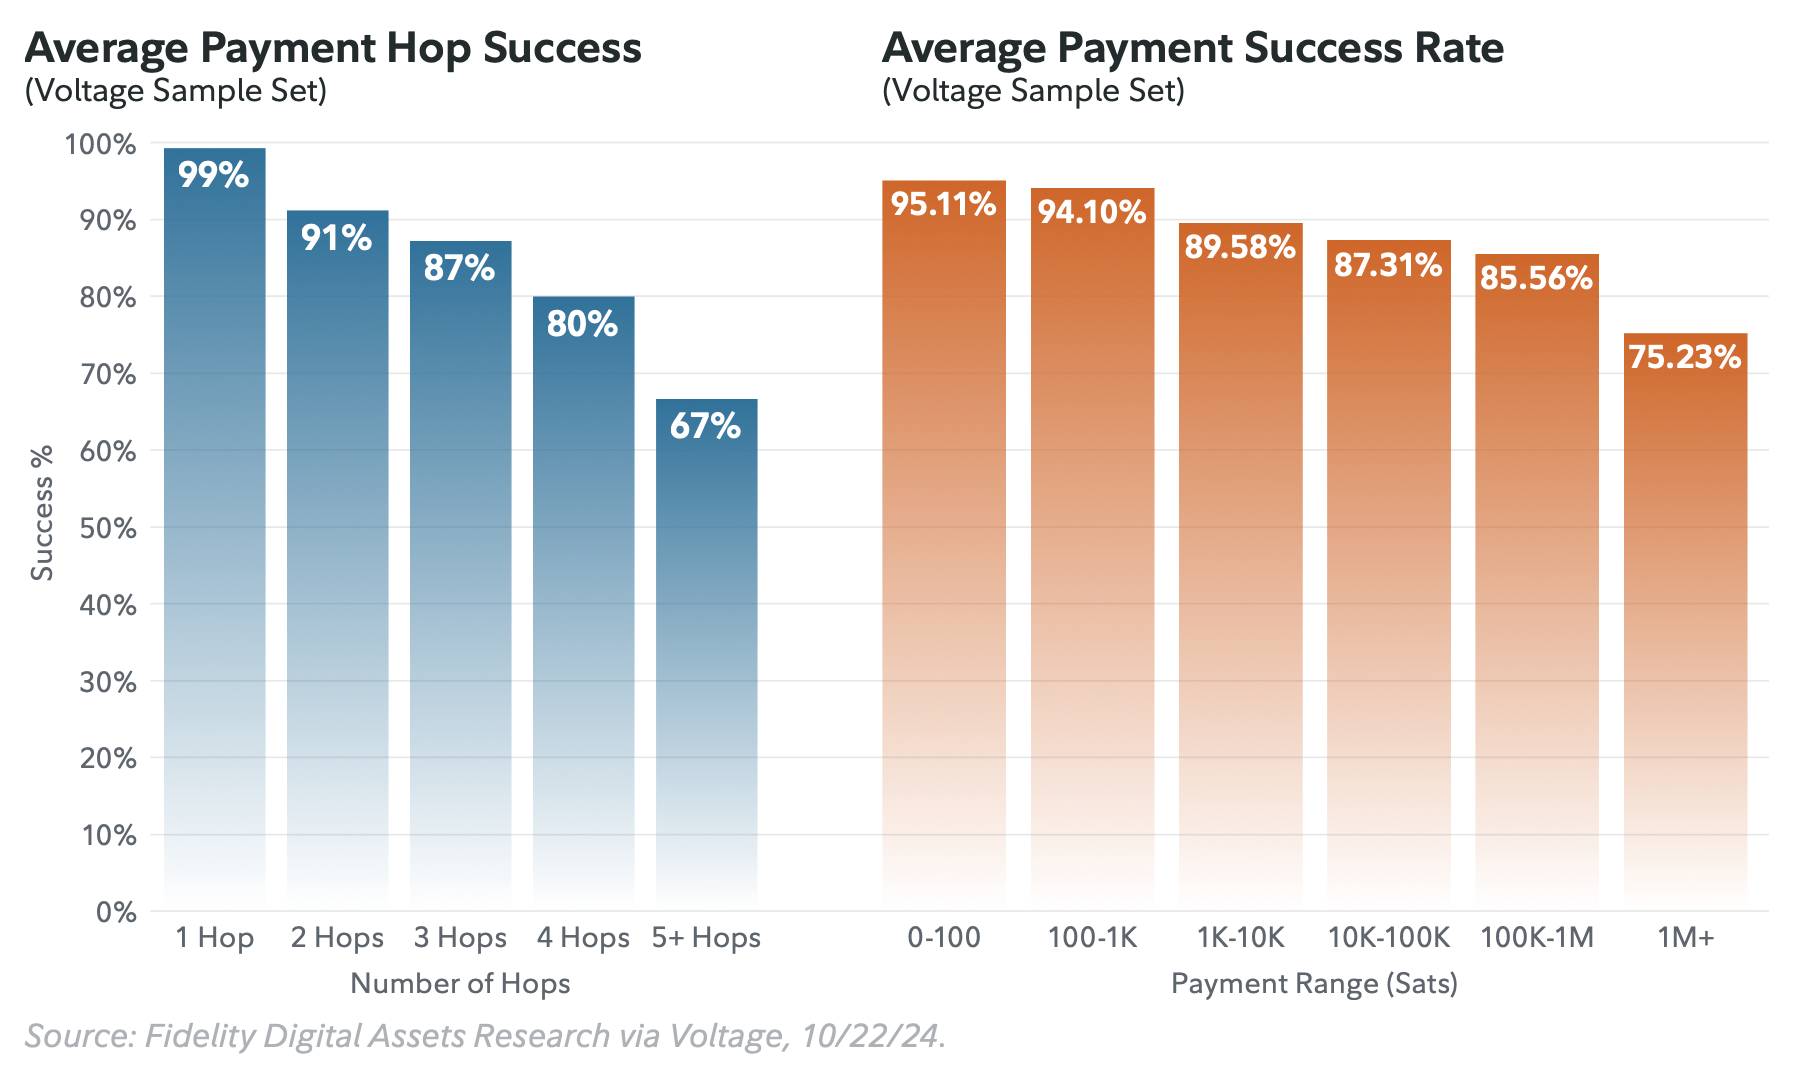 Average Payment Hop Success
(Voltage Sample Set)
Success %
100%
90%
80%
70%
60%
50%
40%
30%
20%
10%
0%
99%
91%
87%
80%
67%
1 Hop
2 Hops
3 Hops
4 Hops
5+ Hops
Number of Hops
Average Payment Success Rate
(Voltage Sample Set)
95.11%
94.10%
89.58%
87.31%
85.56%
75.23%
0-100
100-1K
1K-10K
10K-100K
100K-1M
1M+
Payment Range (Sats)
Source: Fidelity Digital Assets Research via Voltage, 10/22/24.